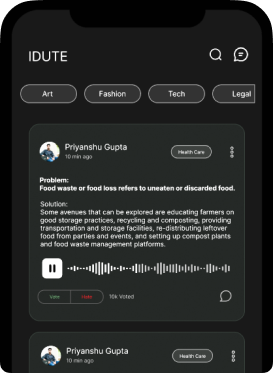 IDUTE
Art Fashion Tech Legal
Priyanshu Gupta
10 min ago
Health Care
Problem:
Food waste or food loss refers to uneaten or discarded food.
Solution:
Some avenues that can be explored are educating farmers on
good storage practices, recycling and composting, providing
transportation and storage facilities, re-distributing leftover
food from parties and events, and setting up compost plants
and food waste management platforms.
10k Voted
Priyanshu Gupta
10 min ago
Health Care